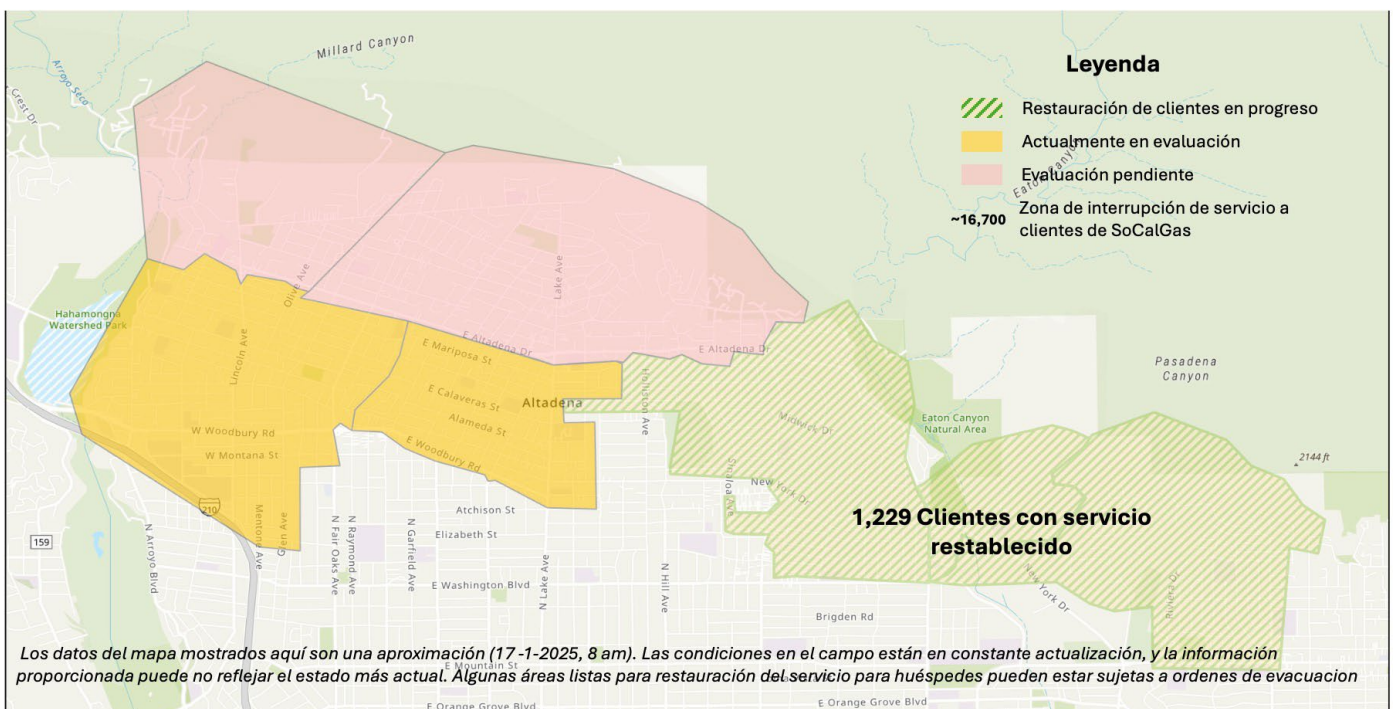 Millard Canyon
Arroyo Seco
Crest Dr
Leyenda
Restauración de clientes en progreso
Actualmente en evaluación
Eaton Canyon
Evaluación pendiente
~16,700
Zona de interrupción de servicio a
clientes de SoCalGas
Hahamongna
Watershed Park
Olive Ave
Lake Ave
Lincoln Ave
E Altadena Dr
E Mariposa St
E Altadena Dr
Pasadena
Canyon
E Calaveras St
Altadena
Holliston Ave
Alameda St
Midwick Dr
Eaton Canyon
Natural Area
W Woodbury Rd
E Woodbury Rd
W Montana St
2144 ft
Sinaloa Ave
New York Dr
210
Atchison St
1,229 Clientes con servicio
restablecido
159
N Arroyo Blvd
Mentone Ave
Glen Ave
N Fair Oaks Ave
N Raymond Ave
N Garfield Ave
Elizabeth St
E Washington Blvd
N Lake Ave
N Hill Ave
New York Dr
Riviera Dr
Brigden Rd
Los datos del mapa mostrados aquí son una aproximación (17-1-2025, 8 am). Las condiciones en el campo están en constante actualización, y la información
E Mountain St
proporcionada puede no reflejar el estado más actual. Algunas áreas listas para restauración del servicio para huéspedes pueden estar sujetas a ordenes de evacuacion
E Orange Grove Blvd
E Orange Grove Blvd